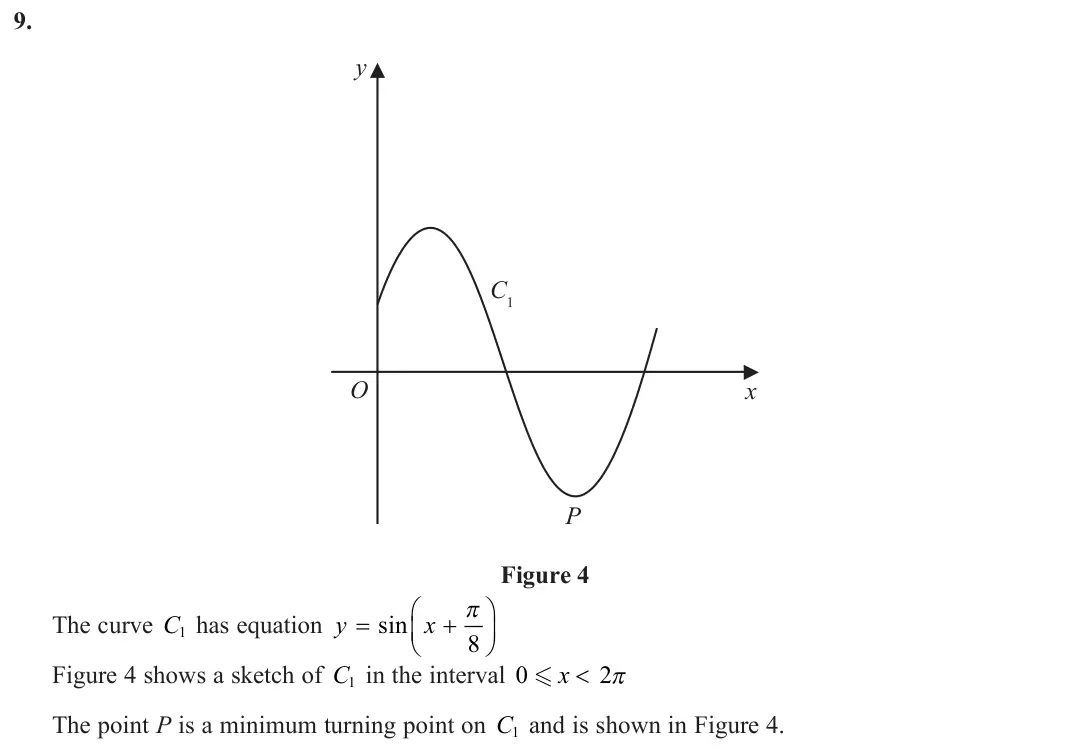 9.
y
C₁
O
x
P
Figure 4
The curve C₁ has equation y = sin(x + π/8)
Figure 4 shows a sketch of C₁ in the interval 0 ⩽ x < 2π
The point P is a minimum turning point on C₁ and is shown in Figure 4.